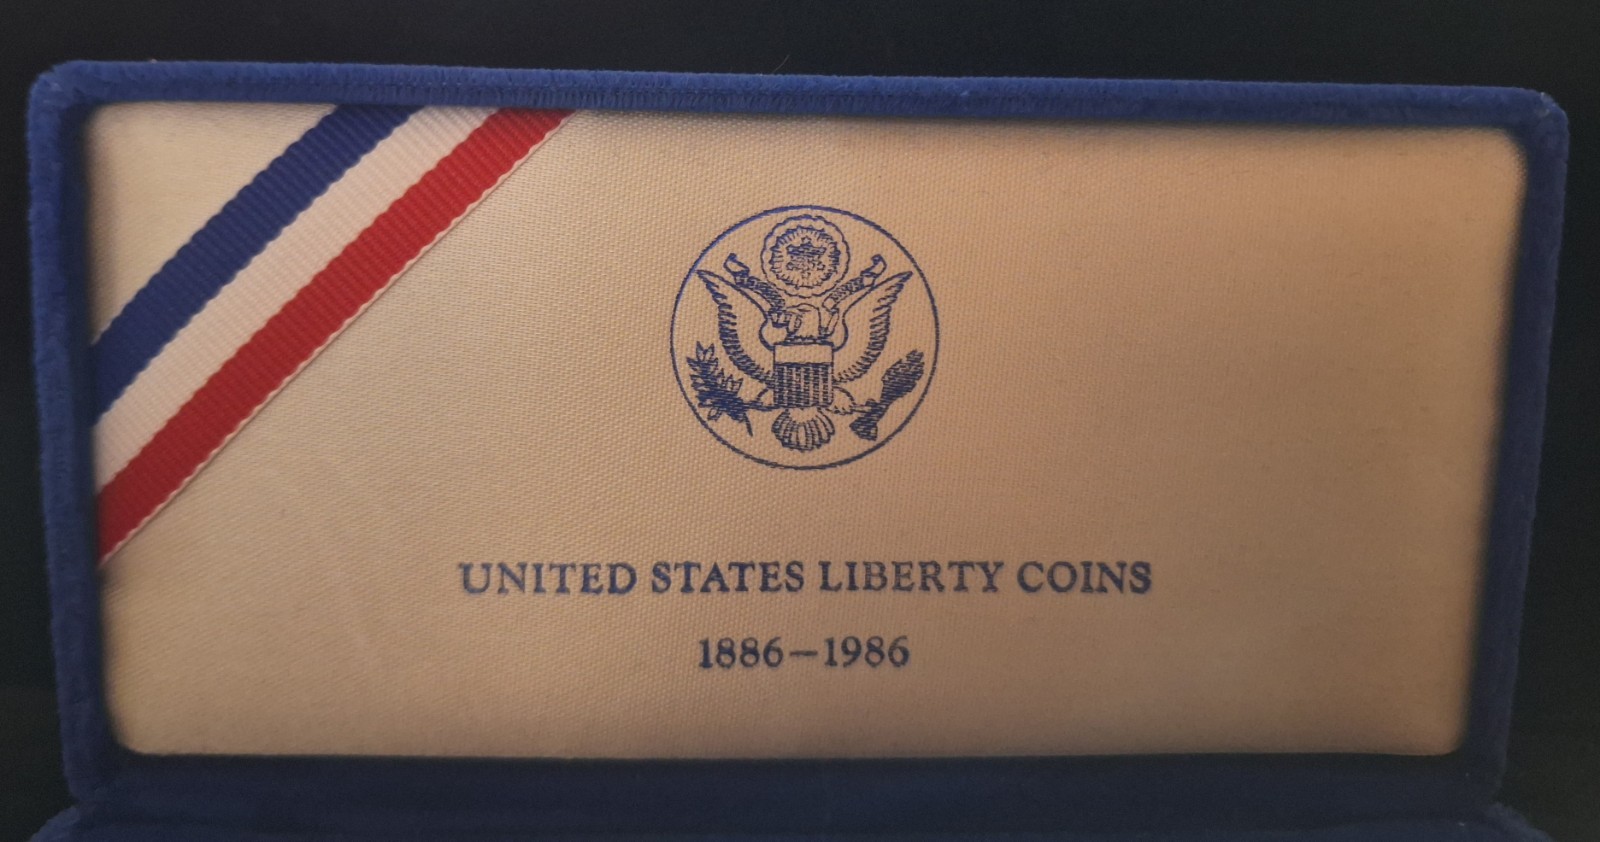 UNITED STATES LIBERTY COINS
1886–1986